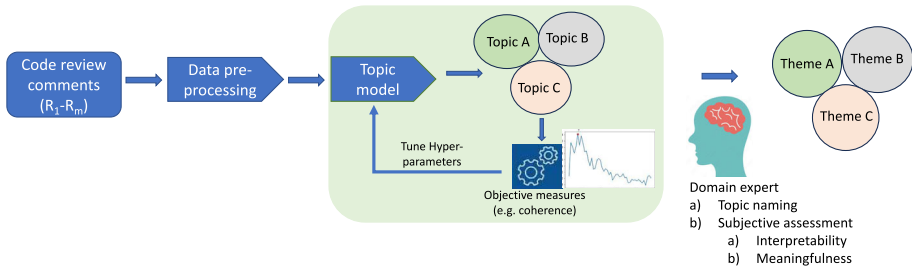 Code review
comments
(R1-Rm)
Data pre-
processing
Topic
model
Topic A
Topic B
Topic C
Tune Hyper-
parameters
Objective measures
(e.g. coherence)
Theme A
Theme B
Theme C
Domain expert
a) Topic naming
b) Subjective assessment
a) Interpretability
b) Meaningfulness